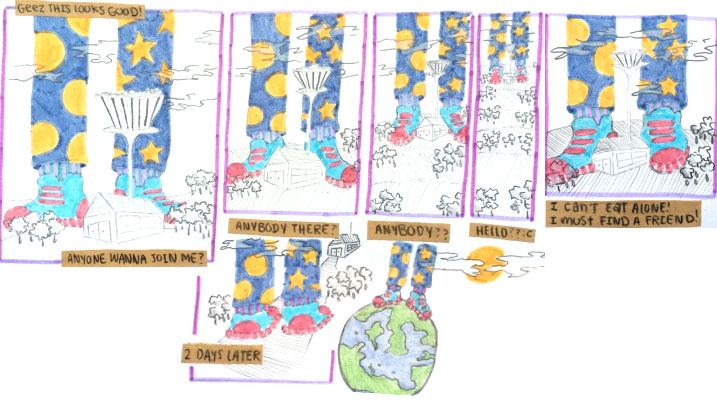 GEEZ THIS LOOKS GOOD!
ANYONE WANNA JOIN ME?
ANYBODY THERE?
ANYBODY??
HELLO??:C
I CAN'T EAT ALONE!
I MUST FIND A FRIEND!
2 DAYS LATER